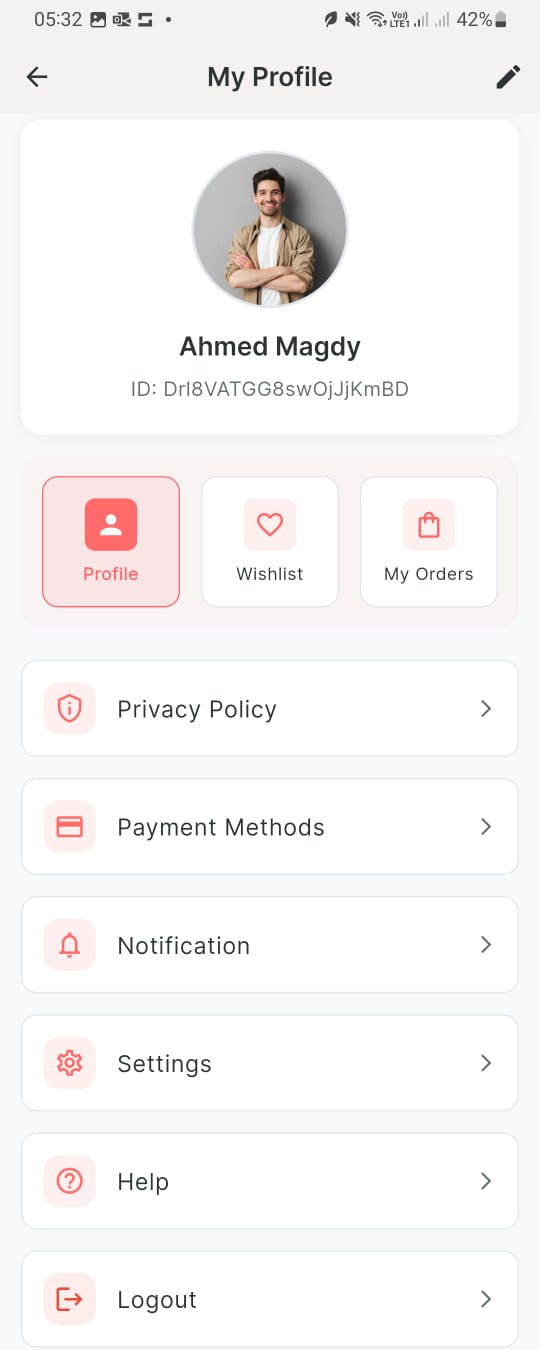 05:32
Vo)) LTE1 42%
My Profile
Ahmed Magdy
ID: Drl8VATGG8swOjJjKmBD
Profile
Wishlist
My Orders
Privacy Policy
Payment Methods
Notification
Settings
Help
Logout